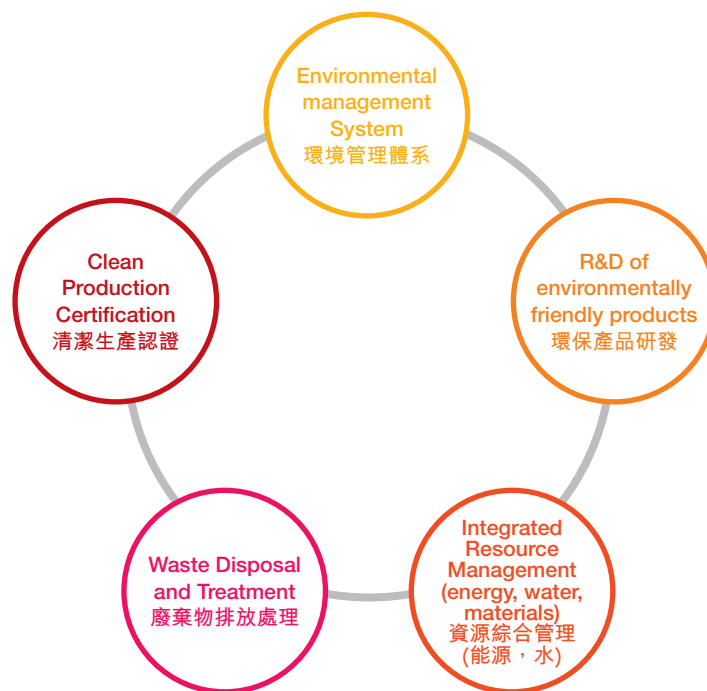 Environmental
management
System
環境管理體系
R&D of
environmentally
friendly products
環保產品研發
Integrated
Resource
Management
(energy, water,
materials)
資源綜合管理
(能源，水)
Waste Disposal
and Treatment
廢棄物排放處理
Clean
Production
Certification
清潔生產認證